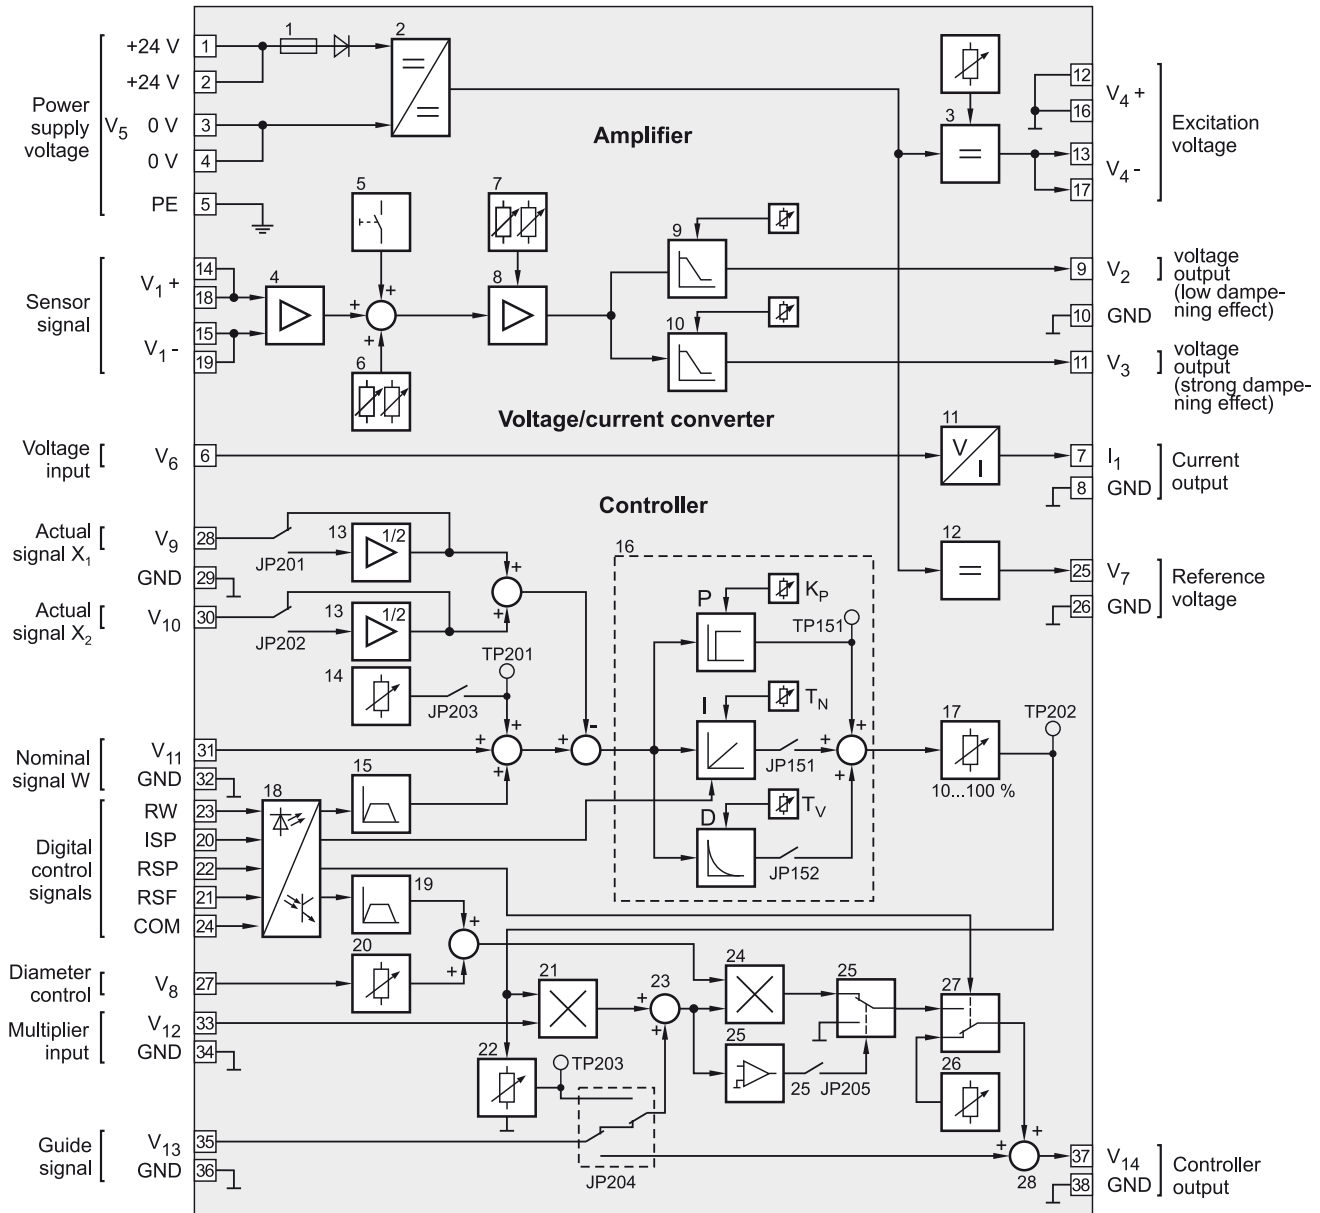 Power
supply
voltage
V5
+24 V
1
+24 V
2
0 V
3
0 V
4
PE
5
1
2
Amplifier
3
12
V4 +
16
13
V4 -
17
Excitation
voltage
Sensor
signal
V1 +
14
18
V1 -
15
19
4
5
+
+
+
6
7
8
9
10
9
V2
voltage
output
(low dampe-
ning effect)
10
GND
11
V3
voltage
output
(strong dampe-
ning effect)
Voltage/current converter
Voltage
input
V6
6
11
V
I
7
I1
8
GND
Current
output
Controller
Actual
signal X1
V9
28
GND
29
JP201
13
1/2
Actual
signal X2
V10
30
JP202
13
1/2
+
+
14
JP203
TP201
12
25
V7
26
GND
Reference
voltage
16
P
KP
TP151
I
TN
JP151
D
TV
JP152
+
+
+
17
10...100 %
TP202
Nominal
signal W
V11
31
GND
32
+
+
+
+
-
15
Digital
control
signals
RW
23
ISP
20
RSP
22
RSF
21
COM
24
18
19
+
+
Diameter
control
V8
27
20
Multiplier
input
V12
33
GND
34
21
22
TP203
23
+
+
24
25
25
25
JP205
27
26
Guide
signal
V13
35
GND
36
JP204
+
+
28
37
V14
38
GND
Controller
output